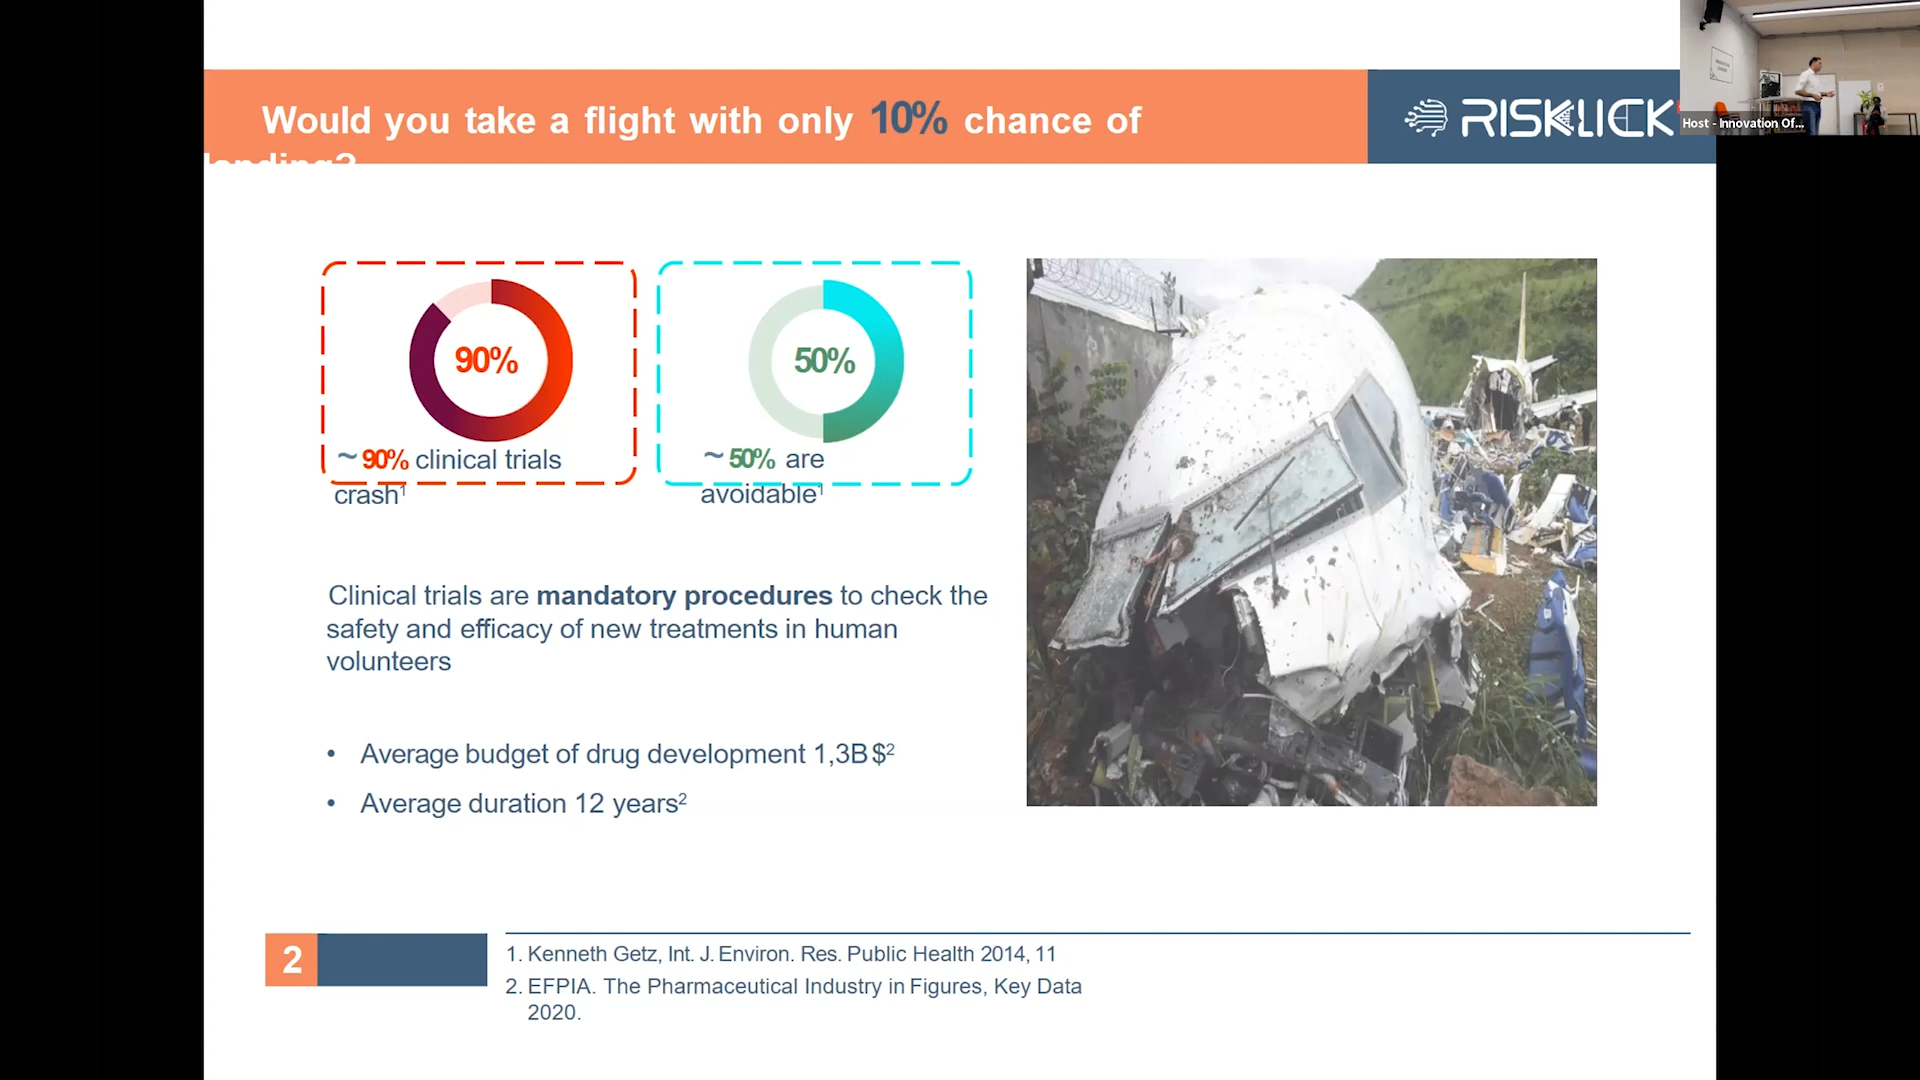 Would you take a flight with only 10% chance of
landing?
RISKLICK
Host - Innovation Of...
90%
50%
~ 90% clinical trials
crash1
~ 50% are
avoidable1
Clinical trials are mandatory procedures to check the
safety and efficacy of new treatments in human
volunteers
• Average budget of drug development 1,3B $2
• Average duration 12 years2
2
1. Kenneth Getz, Int. J. Environ. Res. Public Health 2014, 11
2. EFPIA. The Pharmaceutical Industry in Figures, Key Data
2020.